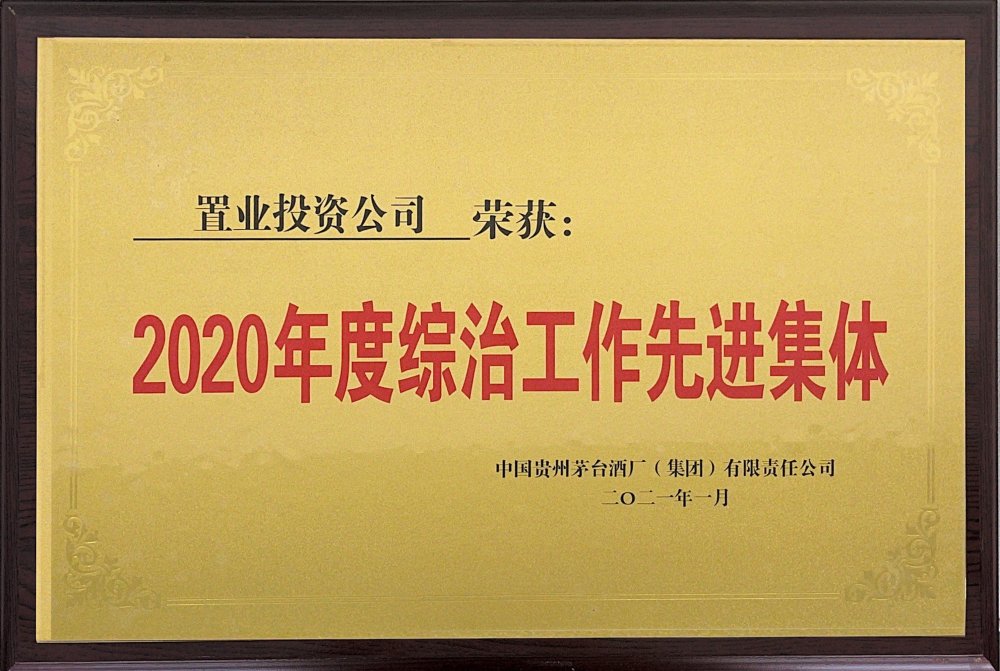 置业投资公司 荣获：
2020年度综治工作先进集体
中国贵州茅台酒厂（集团）有限责任公司
二〇二一年一月